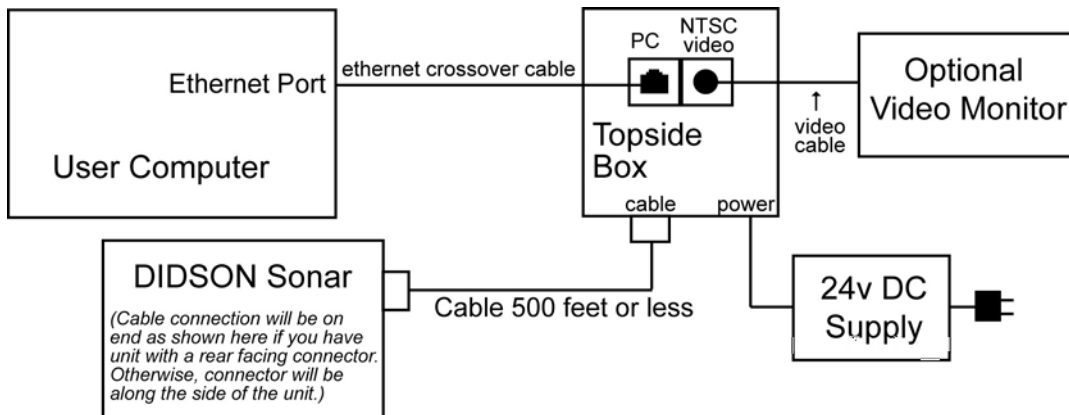 Ethernet Port
User Computer
ethernet crossover cable
PC
NTSC
video
Topside
Box
cable
power
↑
video
cable
Optional
Video Monitor
DIDSON Sonar
(Cable connection will be on
end as shown here if you have
unit with a rear facing connector.
Otherwise, connector will be
along the side of the unit.)
Cable 500 feet or less
24v DC
Supply